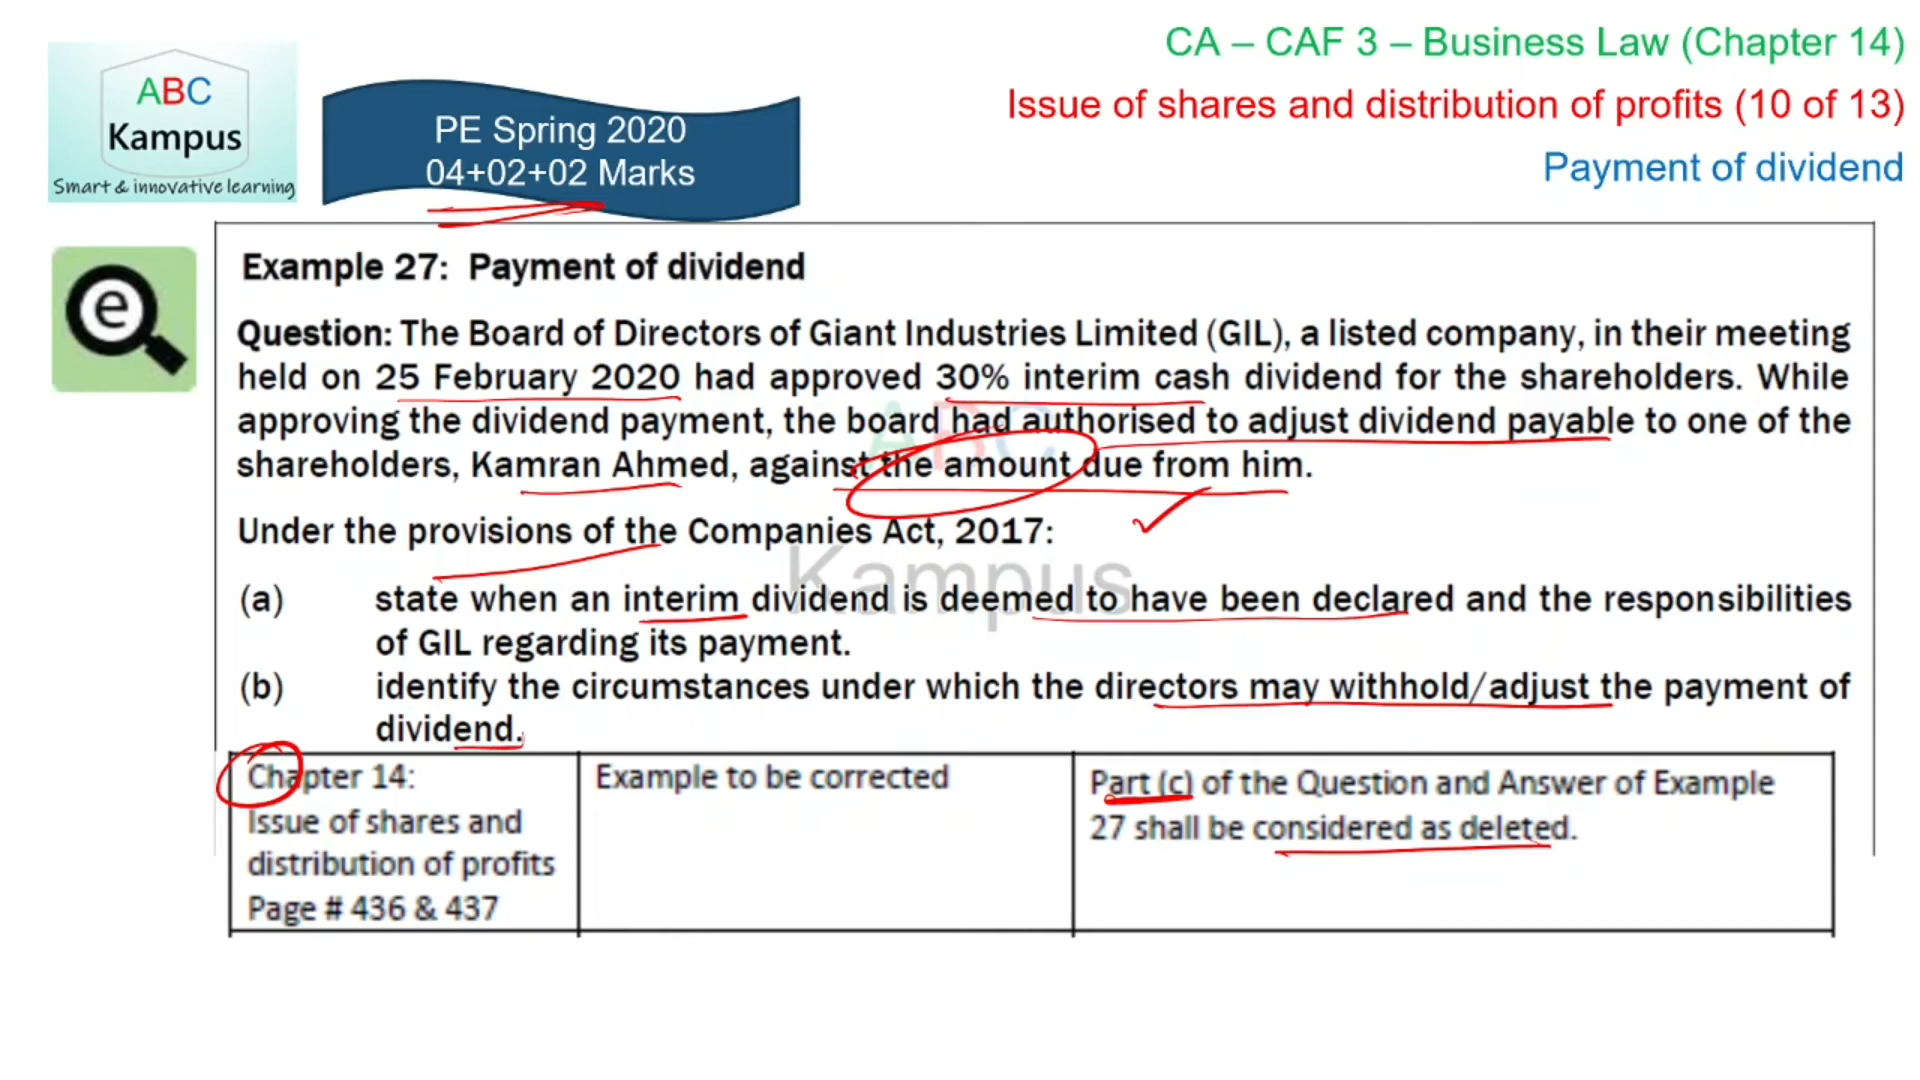 ABC
Kampus
Smart & innovative learning
PE Spring 2020
04+02+02 Marks
CA – CAF 3 – Business Law (Chapter 14)
Issue of shares and distribution of profits (10 of 13)
Payment of dividend
e
Example 27: Payment of dividend
Question: The Board of Directors of Giant Industries Limited (GIL), a listed company, in their meeting
held on 25 February 2020 had approved 30% interim cash dividend for the shareholders. While
approving the dividend payment, the board had authorised to adjust dividend payable to one of the
shareholders, Kamran Ahmed, against the amount due from him.
Under the provisions of the Companies Act, 2017:
(a) state when an interim dividend is deemed to have been declared and the responsibilities
of GIL regarding its payment.
(b) identify the circumstances under which the directors may withhold/adjust the payment of
dividend.
ABC
Kampus
Chapter 14:
Issue of shares and
distribution of profits
Page # 436 & 437
Example to be corrected
Part (c) of the Question and Answer of Example
27 shall be considered as deleted.